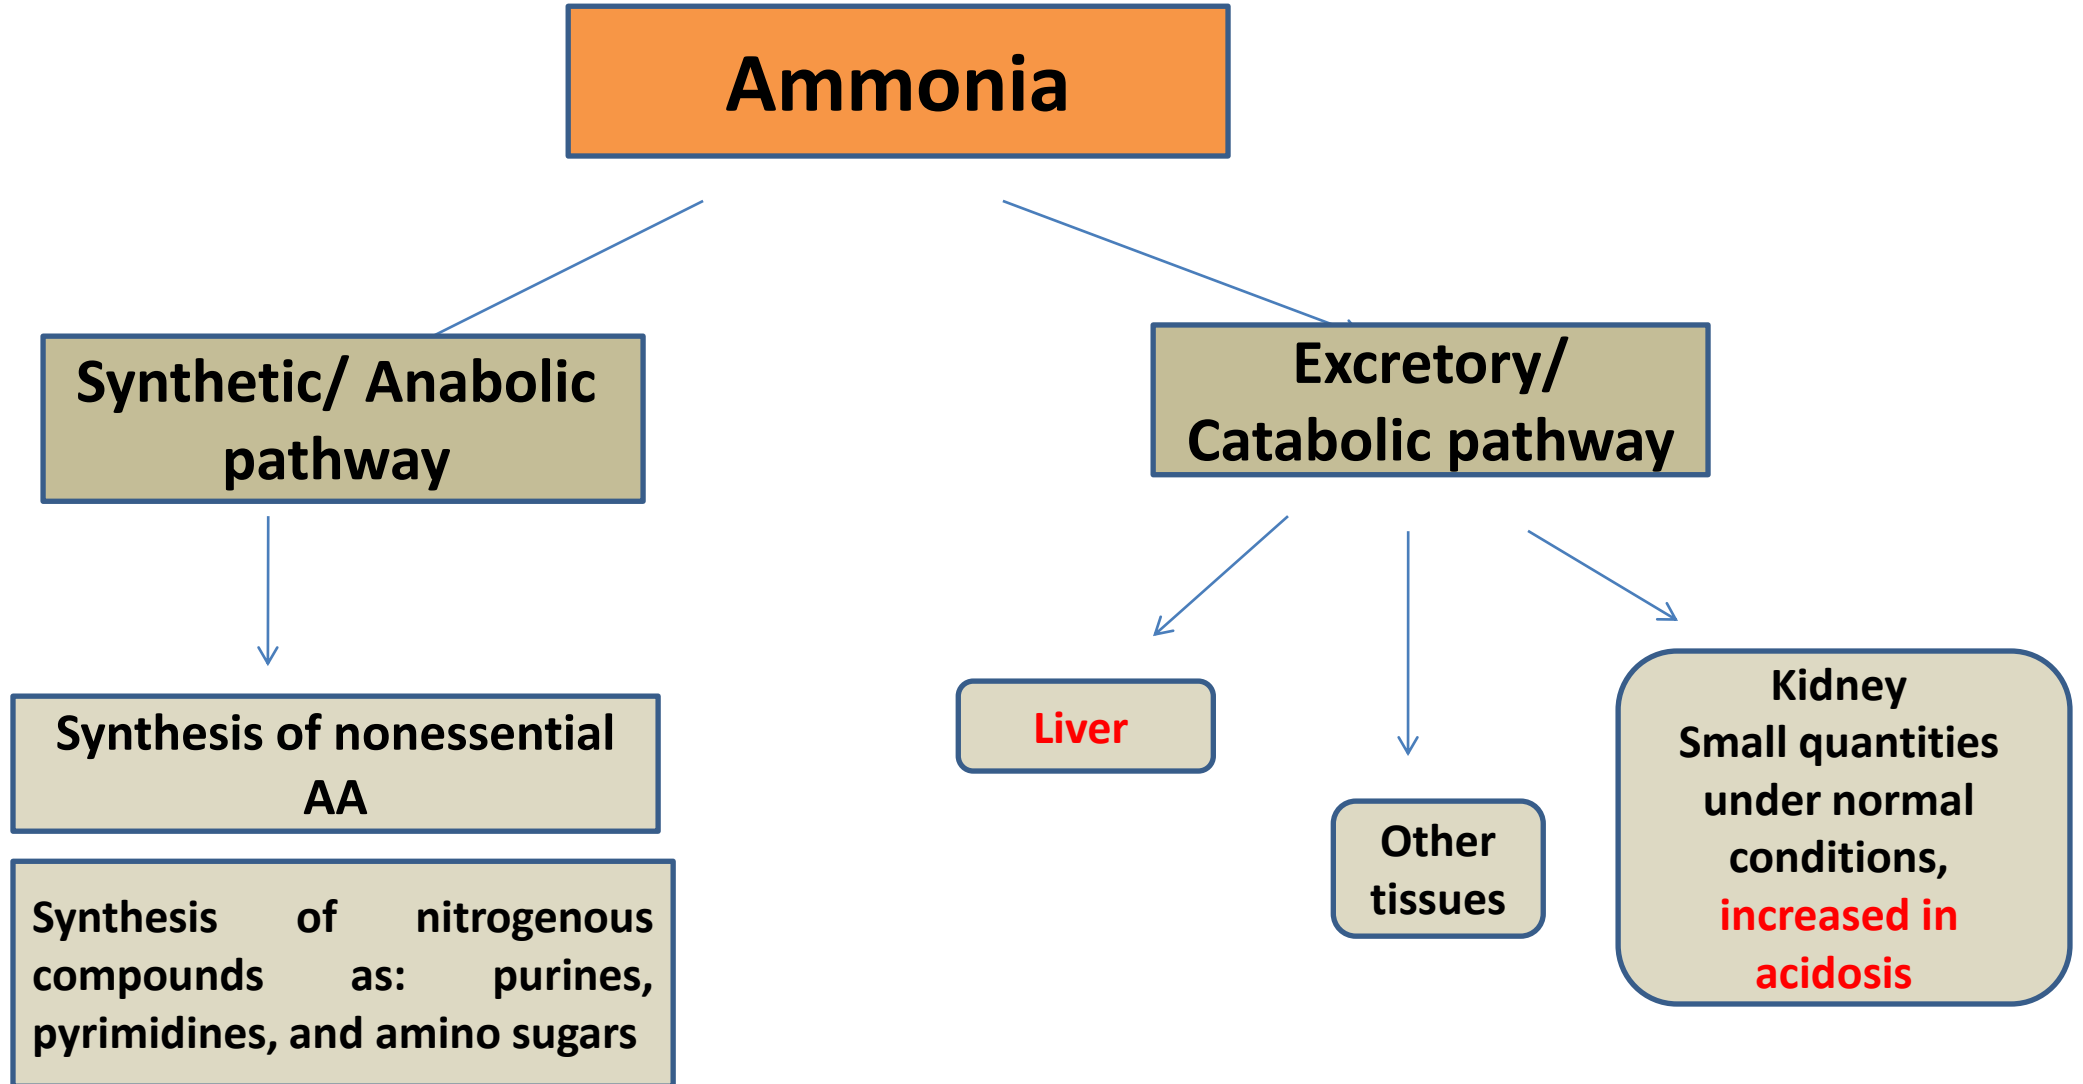 Ammonia
Synthetic/ Anabolic
pathway
Excretory/
Catabolic pathway
Synthesis of nonessential
AA
Synthesis of nitrogenous
compounds as: purines,
pyrimidines, and amino sugars
Liver
Other
tissues
Kidney
Small quantities
under normal
conditions,
increased in
acidosis